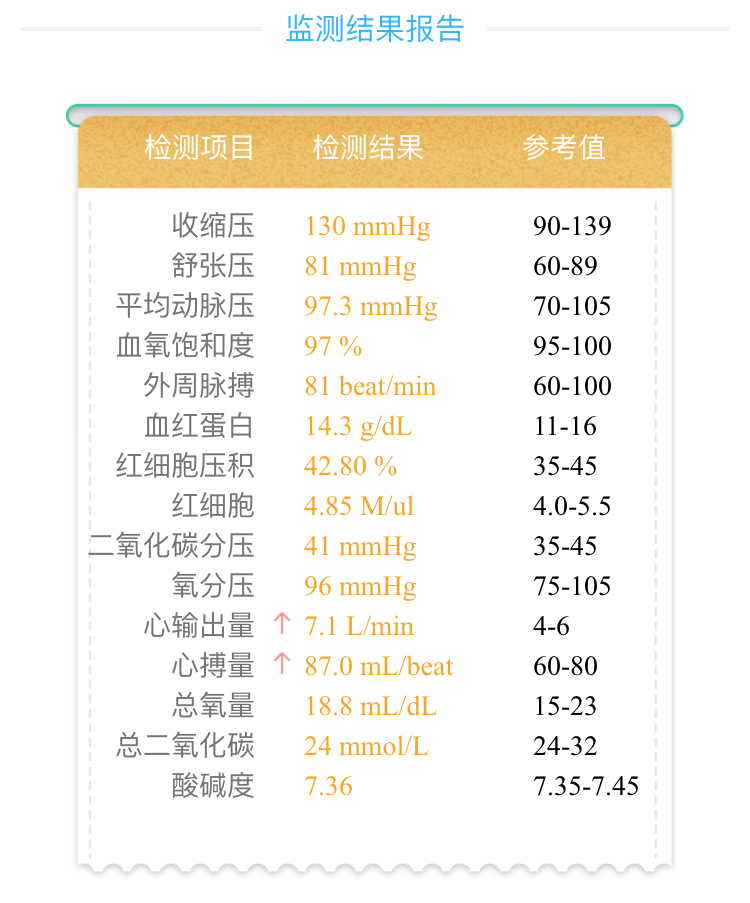 监测结果报告
检测项目 检测结果 参考值
收缩压 130 mmHg 90-139
舒张压 81 mmHg 60-89
平均动脉压 97.3 mmHg 70-105
血氧饱和度 97 % 95-100
外周脉搏 81 beat/min 60-100
血红蛋白 14.3 g/dL 11-16
红细胞压积 42.80 % 35-45
红细胞 4.85 M/ul 4.0-5.5
二氧化碳分压 41 mmHg 35-45
氧分压 96 mmHg 75-105
心输出量 ↑ 7.1 L/min 4-6
心搏量 ↑ 87.0 mL/beat 60-80
总氧量 18.8 mL/dL 15-23
总二氧化碳 24 mmol/L 24-32
酸碱度 7.36 7.35-7.45